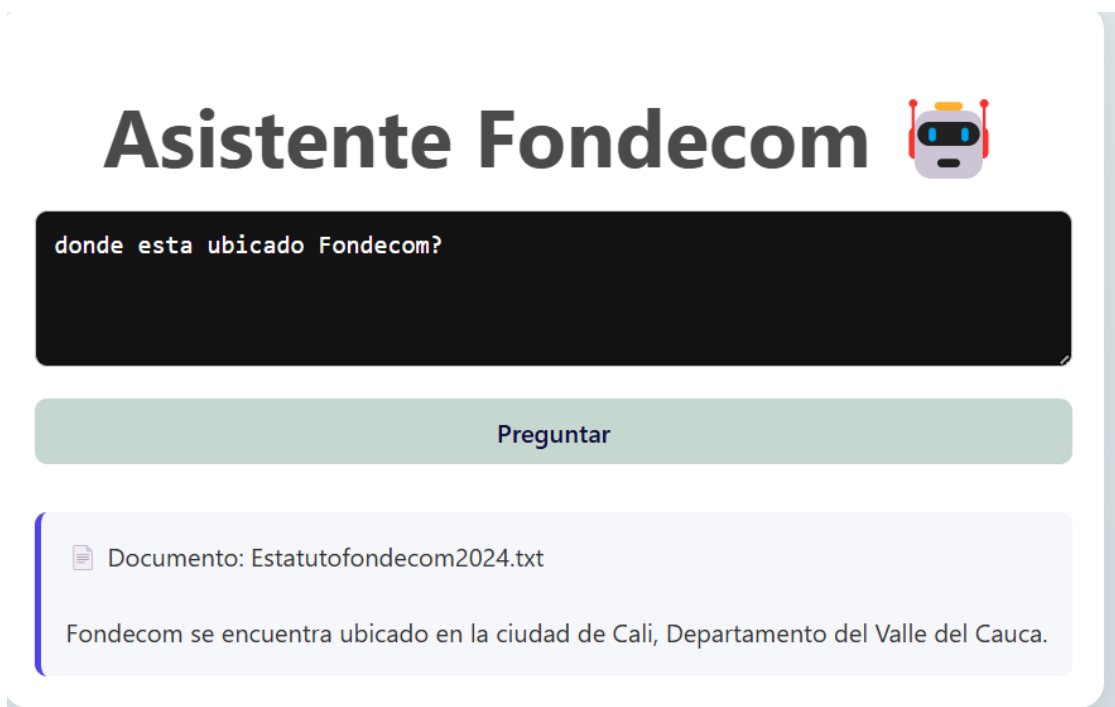 Asistente Fondecom
donde esta ubicado Fondecom?
Preguntar
Documento: Estatutofondecom2024.txt
Fondecom se encuentra ubicado en la ciudad de Cali, Departamento del Valle del Cauca.